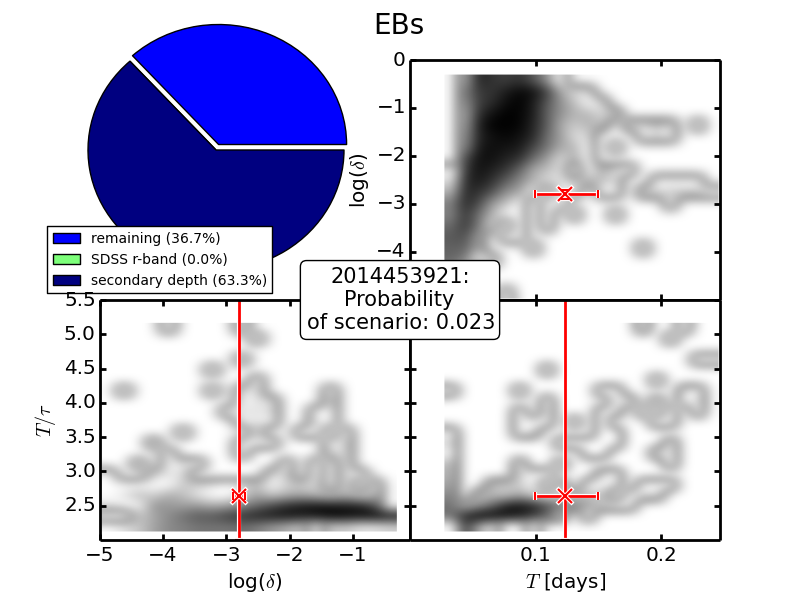 EBs
0
−1
−2
−3
−4
log(δ)
remaining (36.7%)
SDSS r-band (0.0%)
secondary depth (63.3%)
2014453921:
Probability
of scenario: 0.023
5.5
5.0
4.5
4.0
3.5
3.0
2.5
T/τ
−5 −4 −3 −2 −1
log(δ)
0.1 0.2
T [days]